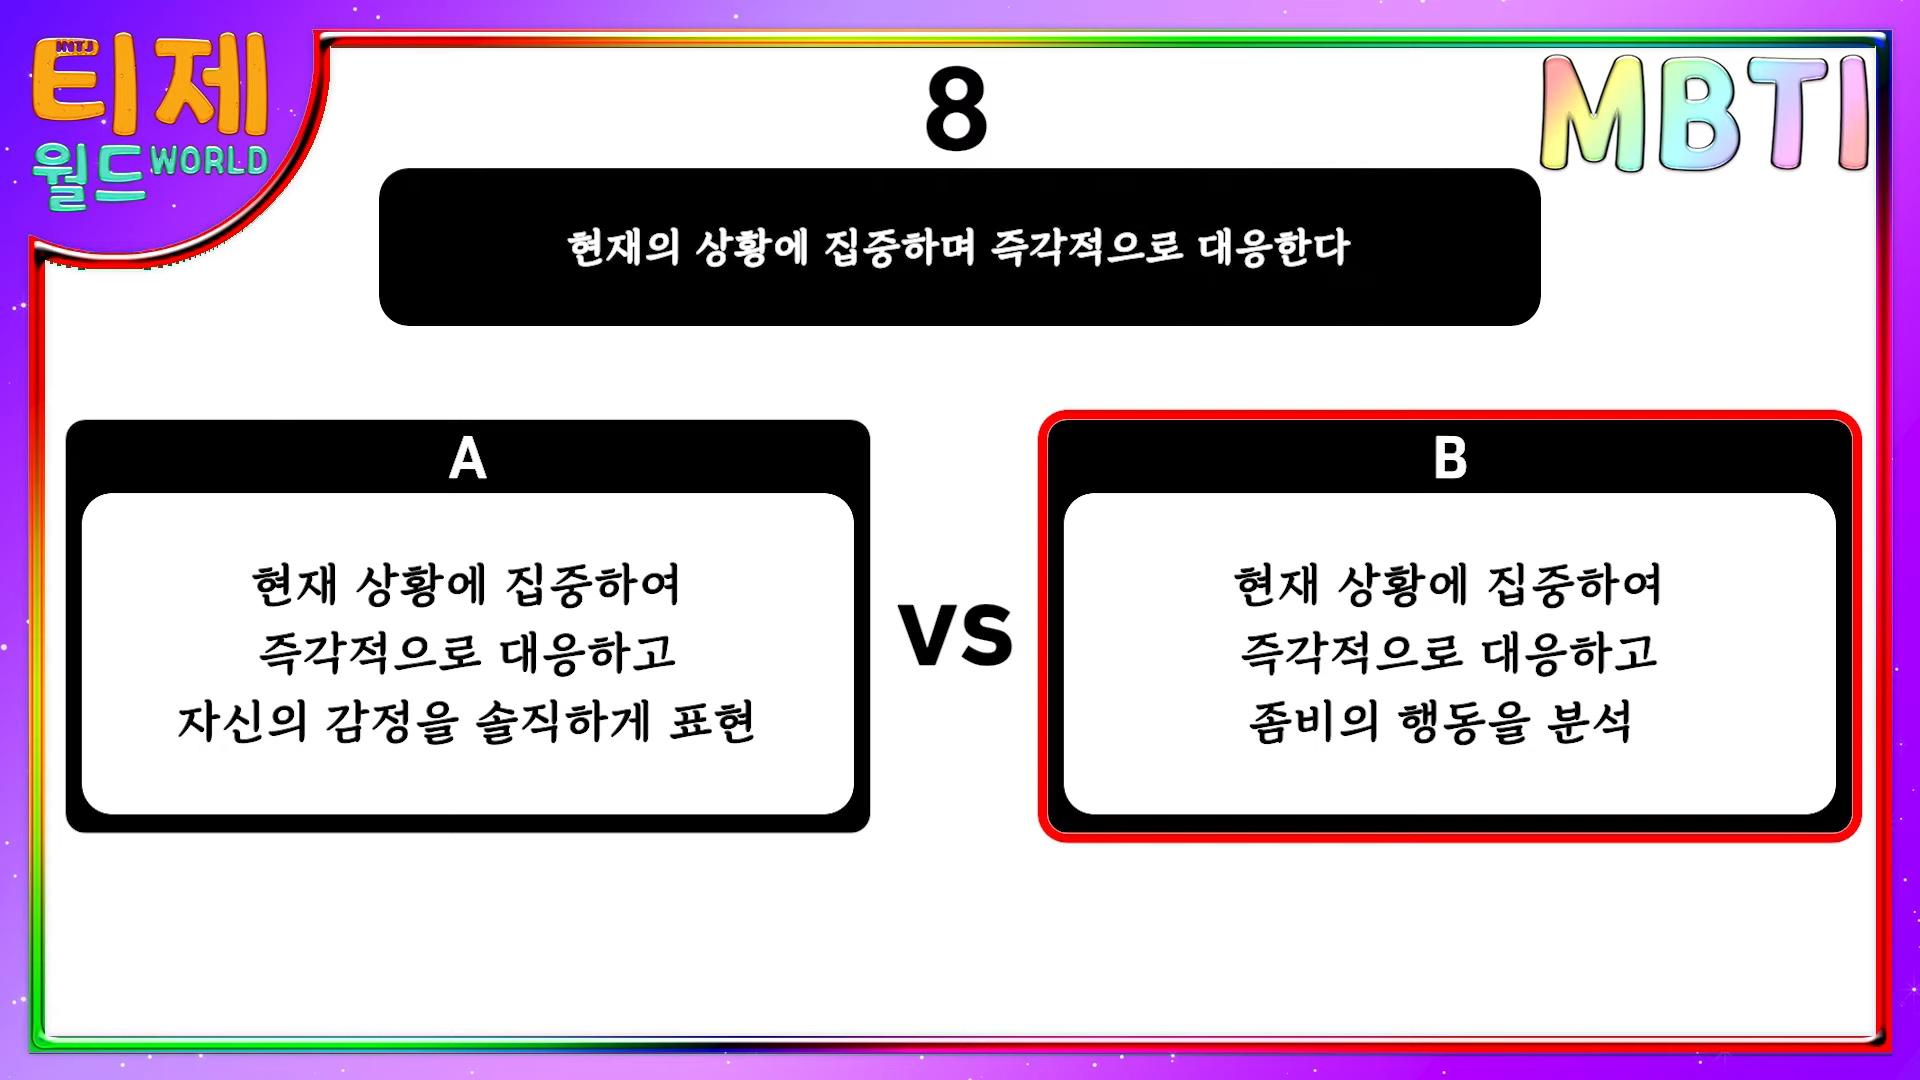 INTJ
티제
월드 WORLD
MBTI
8
현재의 상황에 집중하며 즉각적으로 대응한다
A
현재 상황에 집중하여
즉각적으로 대응하고
자신의 감정을 솔직하게 표현
VS
B
현재 상황에 집중하여
즉각적으로 대응하고
좀비의 행동을 분석